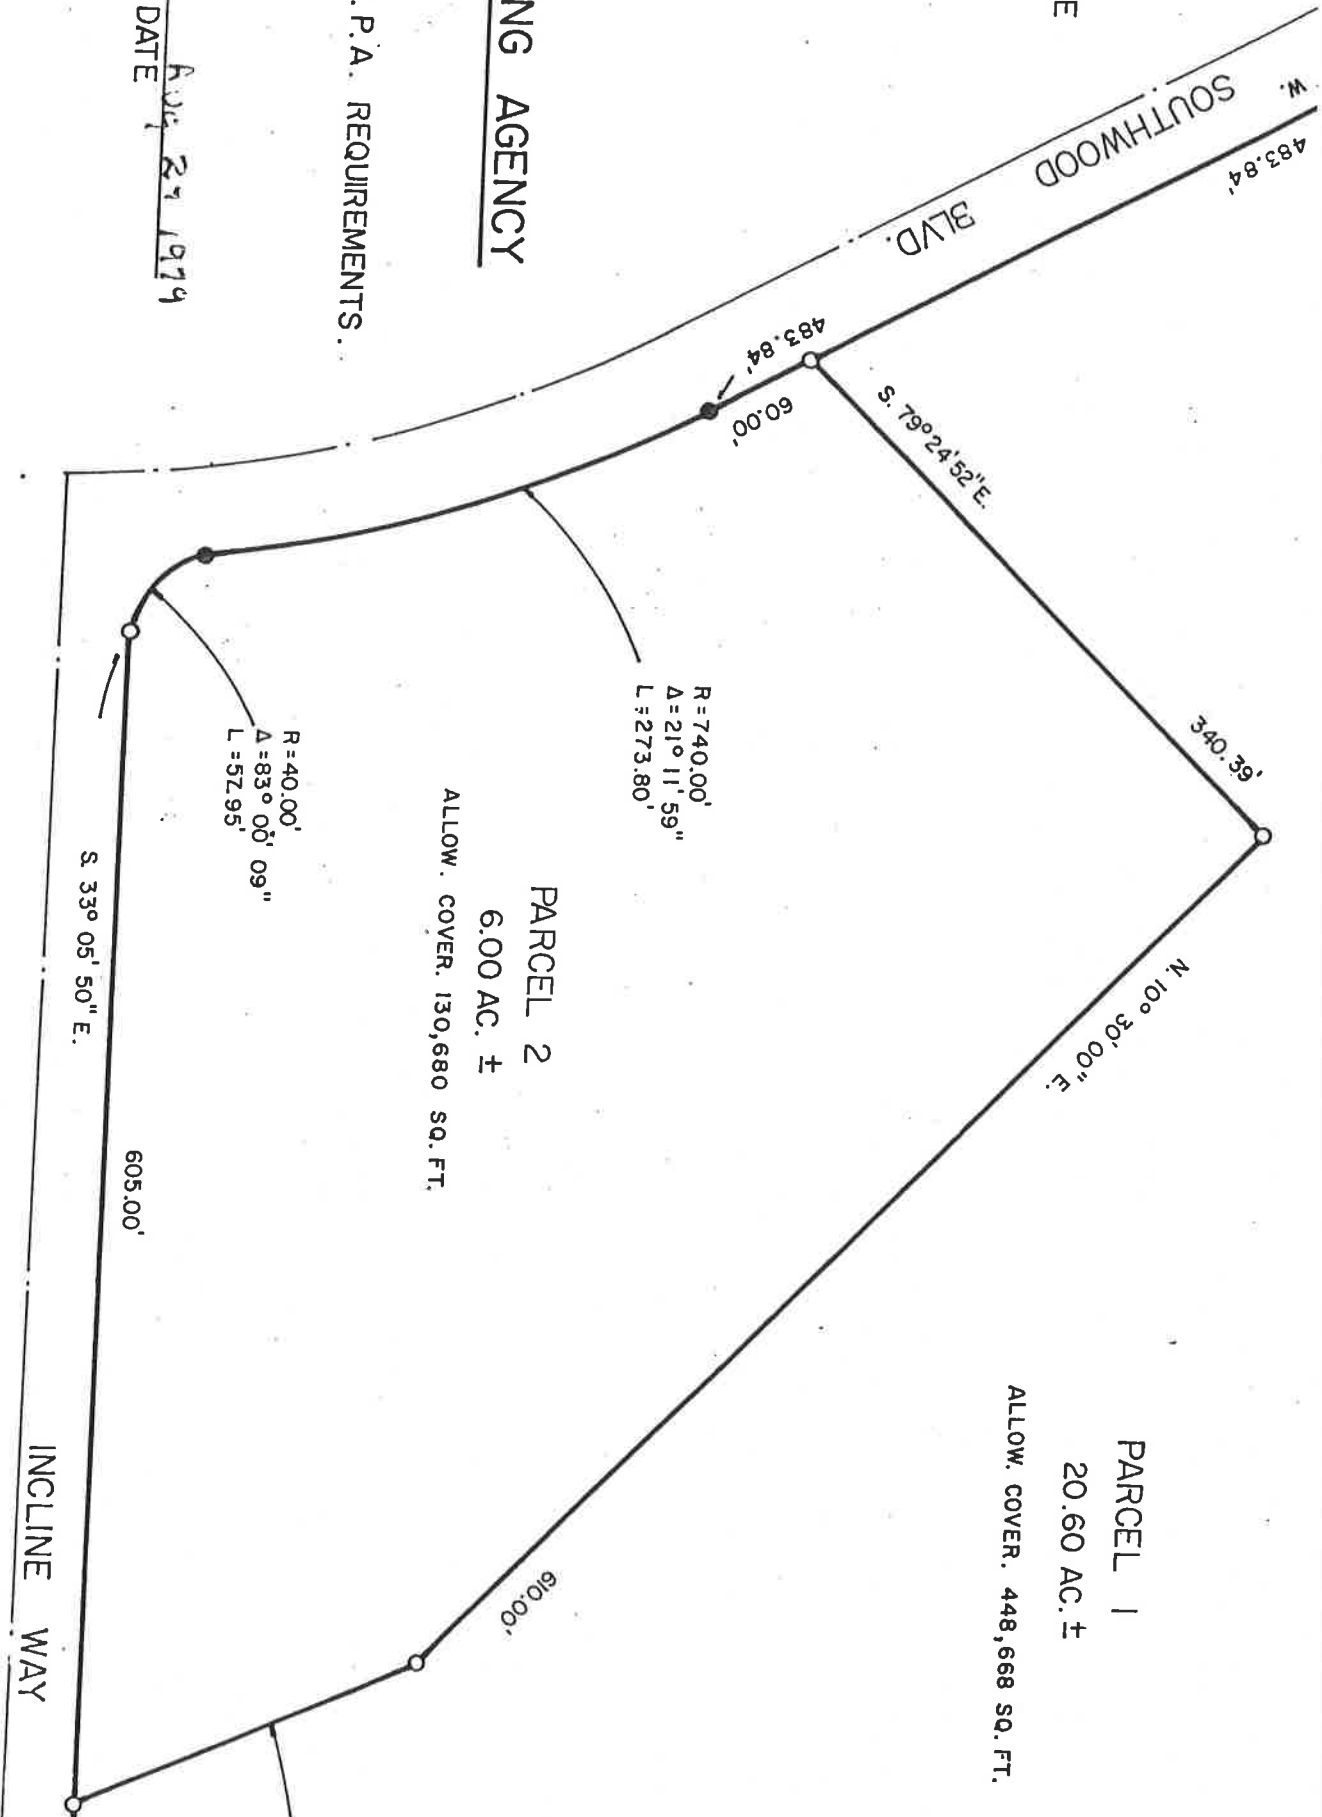 E
W.
483.84'
SOUTHWOOD BLVD.
NG AGENCY
.P.A. REQUIREMENTS.
DATE Aug 27 1979
483.84'
60.00'
S. 79° 24' 52" E.
340.39'
N. 10° 30' 00" E.
610.00'
PARCEL 1
20.60 AC. ±
ALLOW. COVER. 448,668 SQ. FT.
R = 740.00'
Δ = 21° 11' 59"
L = 273.80'
PARCEL 2
6.00 AC. ±
ALLOW. COVER. 130,680 SQ. FT.
R = 40.00'
Δ = 83° 00' 09"
L = 57.95'
S. 33° 05' 50" E.
605.00'
INCLINE WAY